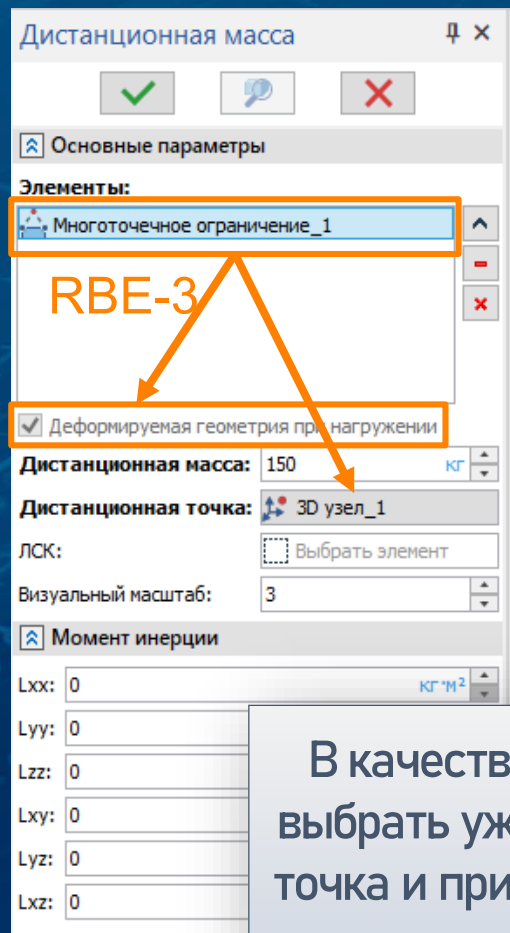 Дистанционная масса
Основные параметры
Элементы:
Многоточечное ограничение_1
RBE-3
Деформируемая геометрия при нагружении
Дистанционная масса: 150 кг
Дистанционная точка: 3D узел_1
ЛСК: Выбрать элемент
Визуальный масштаб: 3
Момент инерции
Lxx: 0 кг·м²
Lyy: 0
Lzz: 0
Lxy: 0
Lyz: 0
Lxz: 0
В качеств
выбрать уж
точка и при